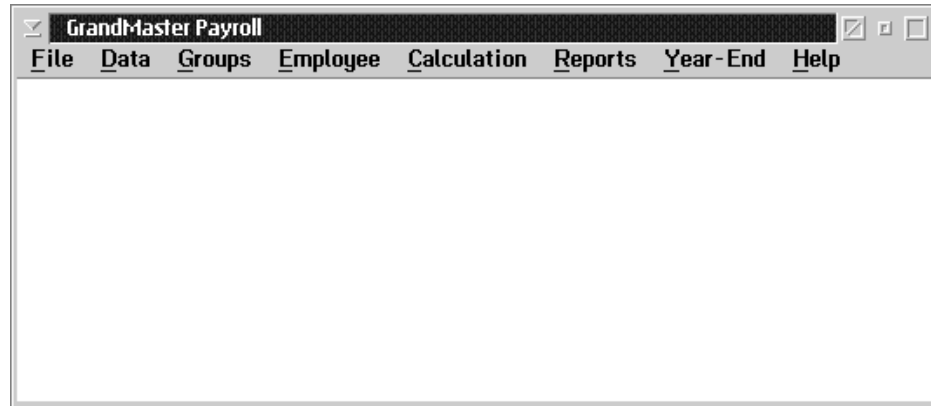 GrandMaster Payroll
File Data Groups Employee Calculation Reports Year-End Help